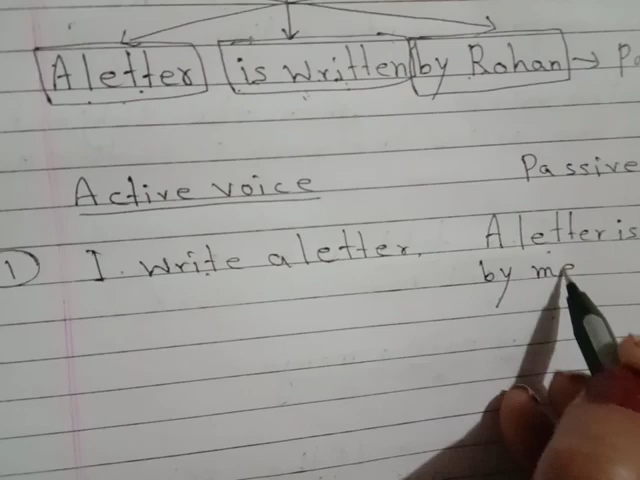 A letter is written by Rohan →
Active voice Passive
1 I write a letter. A letter is
by me